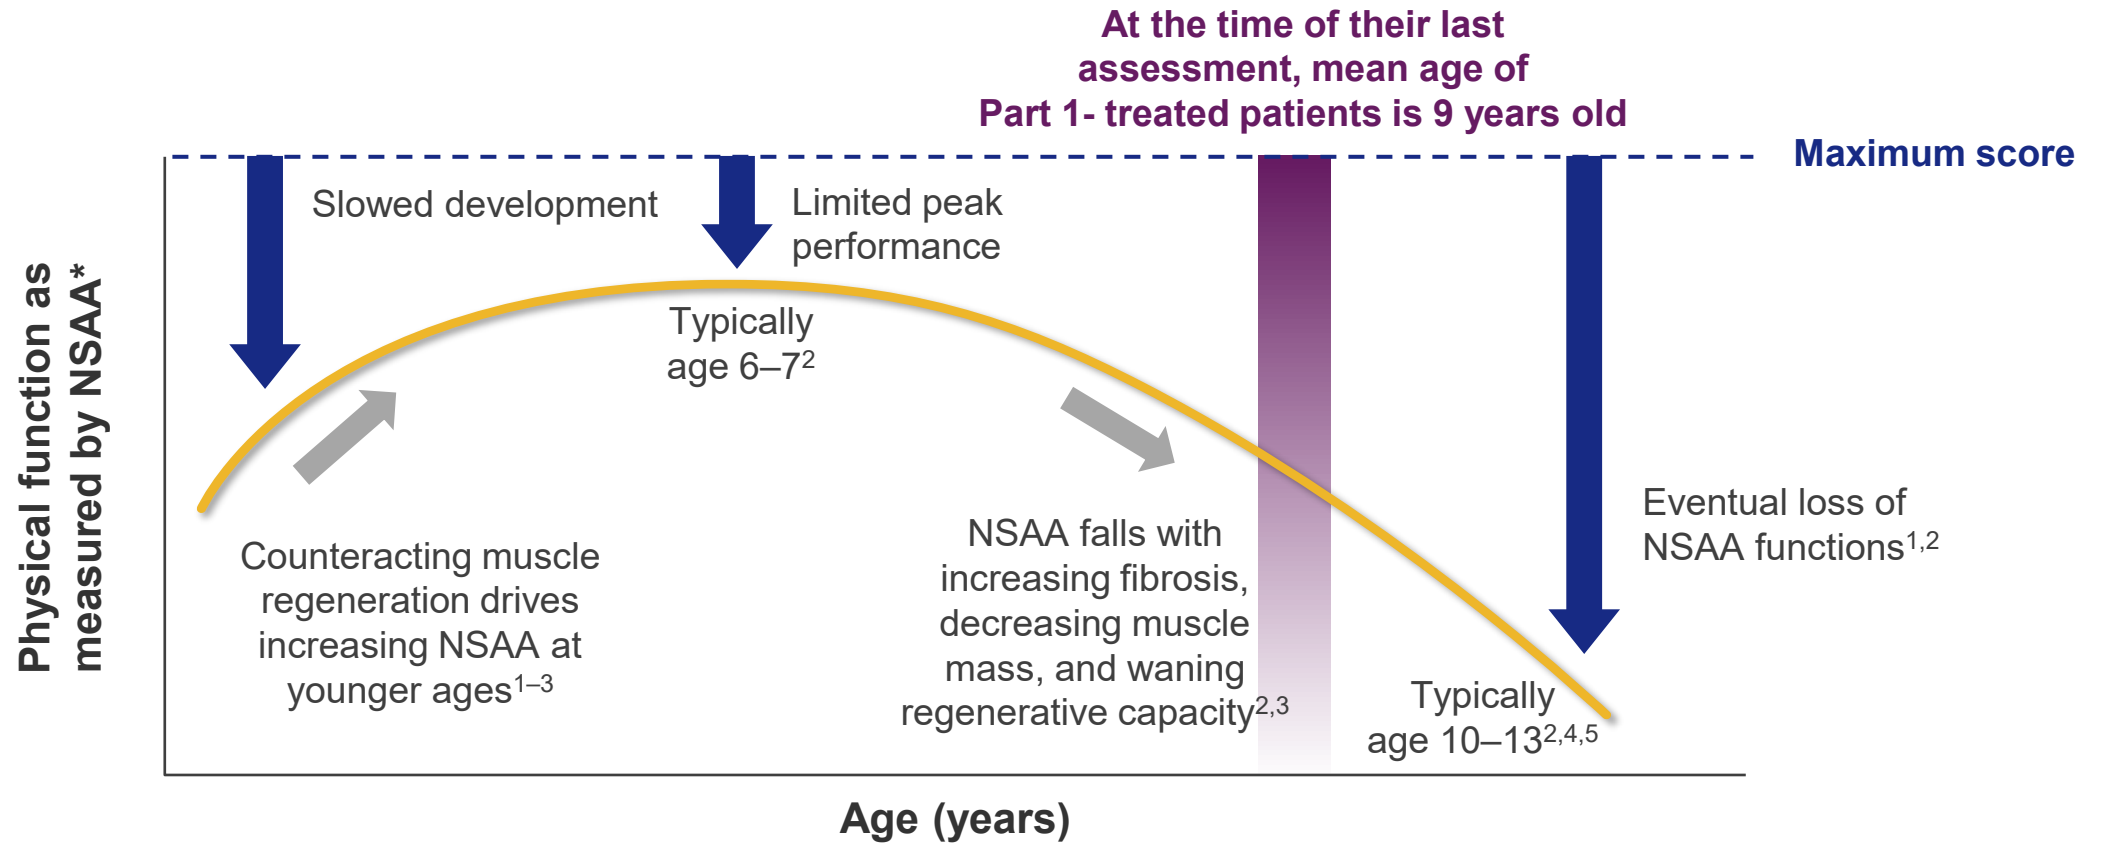 At the time of their last
assessment, mean age of
Part 1- treated patients is 9 years old
Maximum score
Slowed development
Limited peak
performance
Physical function as
measured by NSAA*
Typically
age 6–7²
Counteracting muscle
regeneration drives
increasing NSAA at
younger ages¹⁻³
NSAA falls with
increasing fibrosis,
decreasing muscle
mass, and waning
regenerative capacity²,³
Eventual loss of
NSAA functions¹,²
Typically
age 10–13²,⁴,⁵
Age (years)